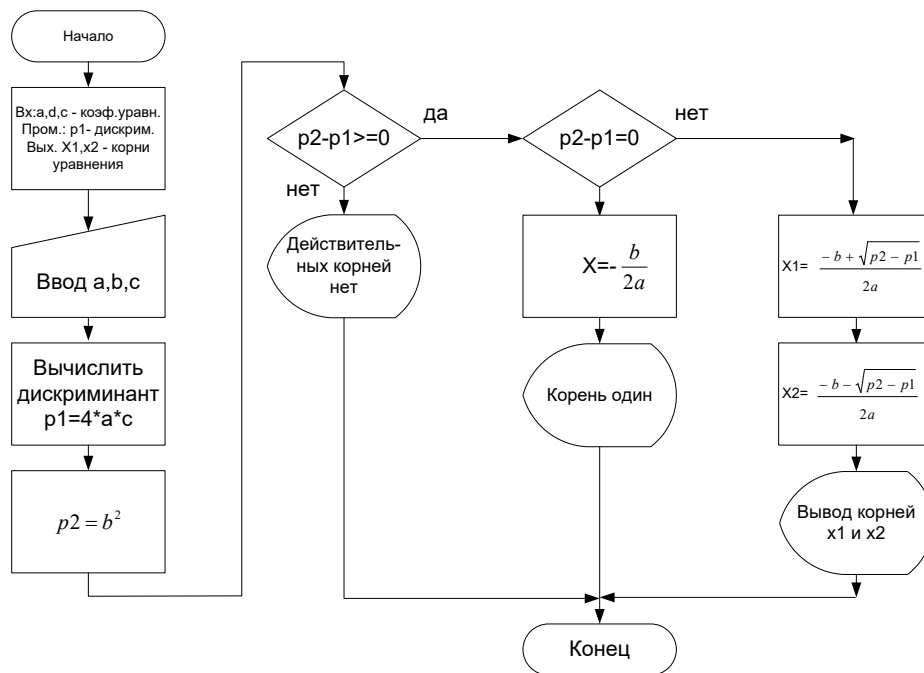 Начало
Вх:a,d,c - коэф.уравн.
Пром.: p1- дискрим.
Вых. X1,x2 - корни
уравнения
Ввод a,b,c
Вычислить
дискриминант
p1=4*a*c
p2 = b²
p2-p1>=0
да
нет
Действитель-
ных корней
нет
p2-p1=0
нет
X=- b/2a
Корень один
X1= (−b + √(p2 − p1))/2a
X2= (−b − √(p2 − p1))/2a
Вывод корней
x1 и x2
Конец